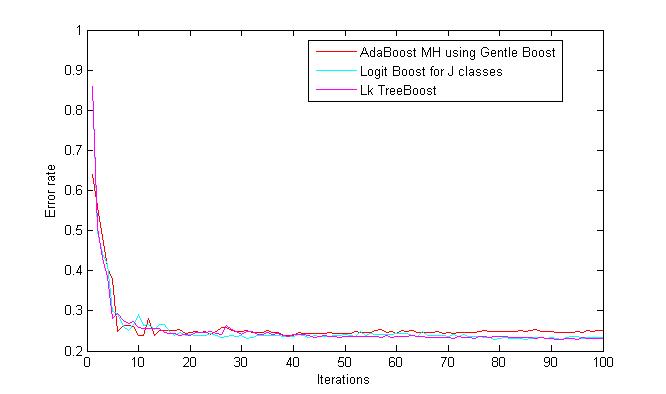 1
0.9
0.8
0.7
0.6
0.5
0.4
0.3
0.2
Error rate
AdaBoost MH using Gentle Boost
Logit Boost for J classes
Lk TreeBoost
0 10 20 30 40 50 60 70 80 90 100
Iterations